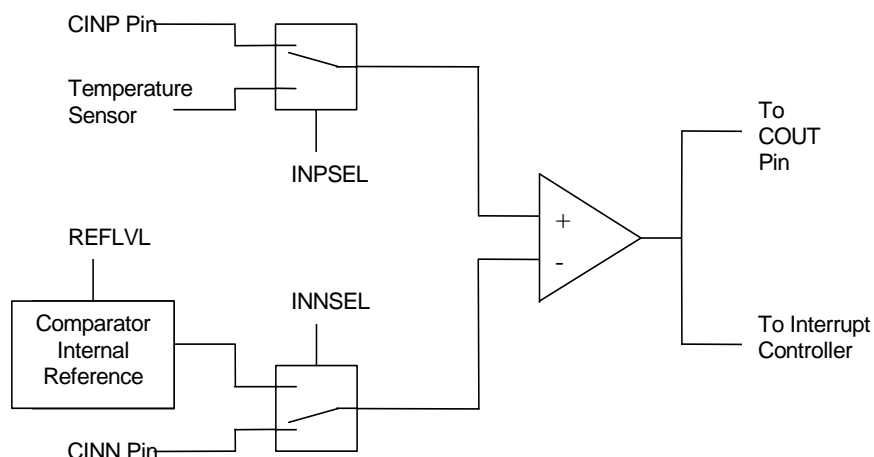 CINP Pin
Temperature
Sensor
INPSEL
To
COUT
Pin
+
-
REFLVL
INNSEL
Comparator
Internal
Reference
To Interrupt
Controller
CINN Pin